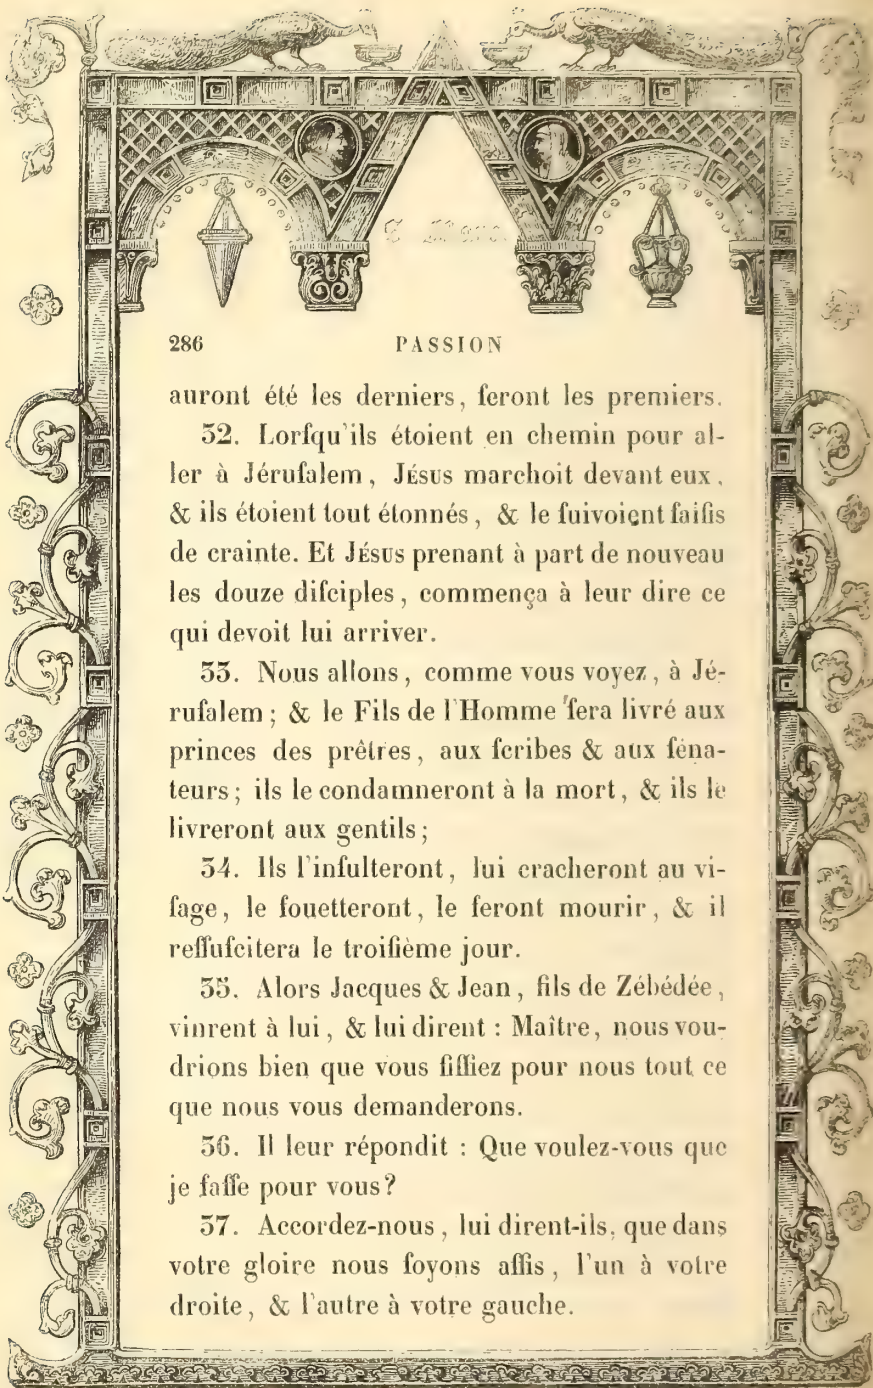 286 PASSION
auront été les derniers, ſeront les premiers.
32. Lorſqu'ils étoient en chemin pour al-
ler à Jéruſalem, JÉSUS marchoit devant eux,
& ils étoient tout étonnés, & le ſuivoient ſaiſis
de crainte. Et JÉSUS prenant à part de nouveau
les douze diſciples, commença à leur dire ce
qui devoit lui arriver.
33. Nous allons, comme vous voyez, à Jé-
ruſalem; & le Fils de l'Homme ſera livré aux
princes des prêtres, aux ſcribes & aux ſéna-
teurs; ils le condamneront à la mort, & ils le
livreront aux gentils;
34. Ils l'inſulteront, lui cracheront au vi-
ſage, le fouetteront, le feront mourir, & il
reſſuſcitera le troiſième jour.
35. Alors Jacques & Jean, fils de Zébédée,
vinrent à lui, & lui dirent : Maître, nous vou-
drions bien que vous fiſſiez pour nous tout ce
que nous vous demanderons.
36. Il leur répondit : Que voulez-vous que
je faſſe pour vous?
37. Accordez-nous, lui dirent-ils, que dans
votre gloire nous ſoyons aſſis, l'un à votre
droite, & l'autre à votre gauche.